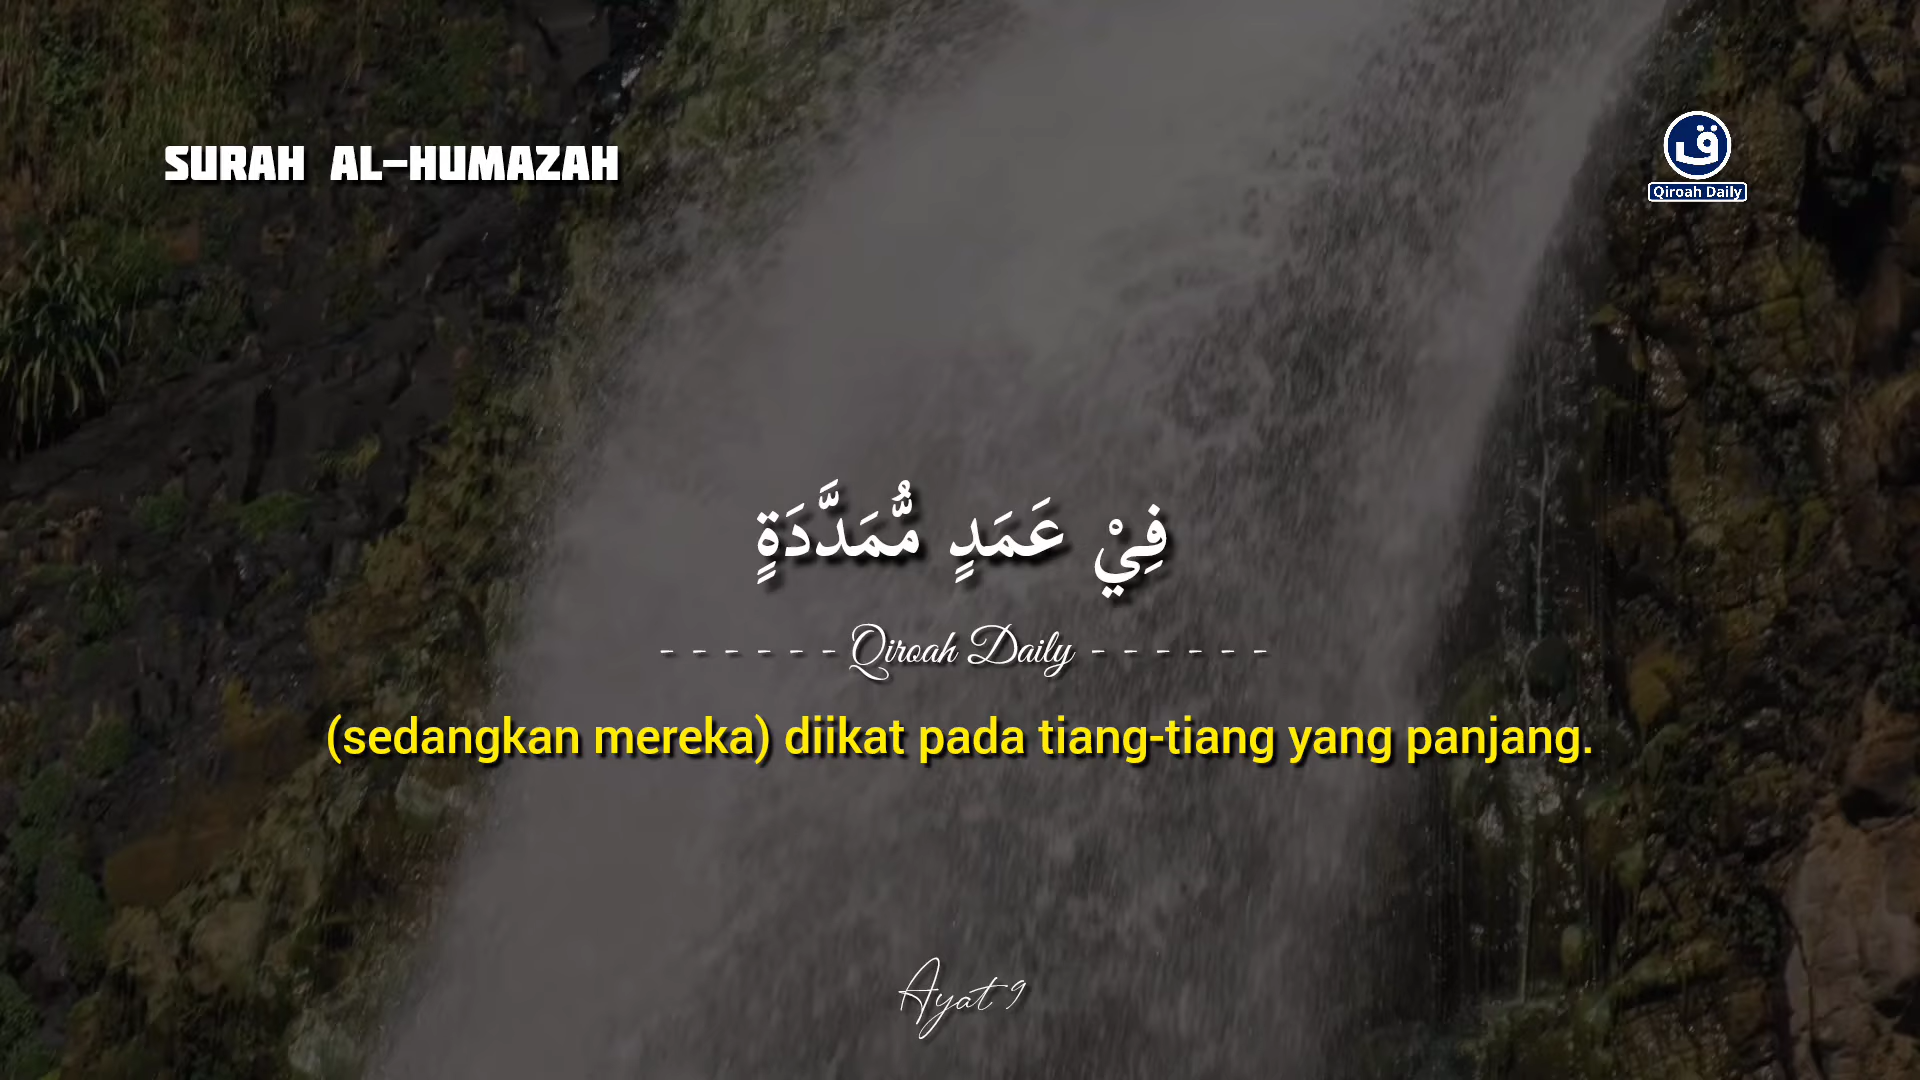 SURAH AL-HUMAZAH
ق
Qiroah Daily
فِيْ عَمَدٍ مُّمَدَّدَةٍ
- - - - - - Qiroah Daily - - - - - -
(sedangkan mereka) diikat pada tiang-tiang yang panjang.
Ayat 9